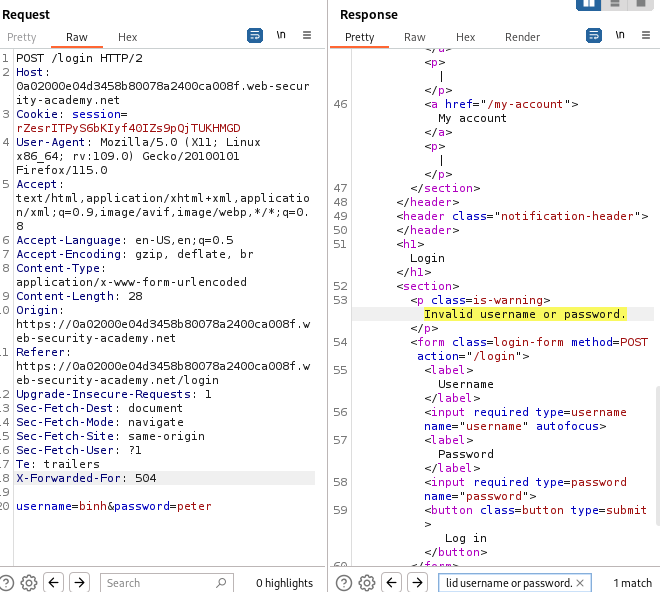 Request
Pretty Raw Hex \n
1 POST /login HTTP/2
2 Host:
0a02000e04d3458b80078a2400ca008f.web-secur
ity-academy.net
3 Cookie: session=
rZesrITPyS6bKIyf40IZs9pQjTUKHMGD
4 User-Agent: Mozilla/5.0 (X11; Linux
x86_64; rv:109.0) Gecko/20100101
Firefox/115.0
5 Accept:
text/html,application/xhtml+xml,applicatio
n/xml;q=0.9,image/avif,image/webp,*/*;q=0.
8
6 Accept-Language: en-US,en;q=0.5
7 Accept-Encoding: gzip, deflate, br
8 Content-Type:
application/x-www-form-urlencoded
9 Content-Length: 28
10 Origin:
https://0a02000e04d3458b80078a2400ca008f.w
eb-security-academy.net
1 Referer:
https://0a02000e04d3458b80078a2400ca008f.w
eb-security-academy.net/login
2 Upgrade-Insecure-Requests: 1
3 Sec-Fetch-Dest: document
4 Sec-Fetch-Mode: navigate
5 Sec-Fetch-Site: same-origin
6 Sec-Fetch-User: ?1
7 Te: trailers
8 X-Forwarded-For: 504
9
20 username=binh&password=peter
Search 0 highlights
Response
Pretty Raw Hex Render \n
</a>
<p>
|
</p>
46 <a href="/my-account">
My account
</a>
<p>
|
</p>
47 </section>
48 </header>
49 <header class="notification-header">
50 </header>
51 <h1>
Login
</h1>
52 <section>
53 <p class=is-warning>
Invalid username or password.
</p>
54 <form class=login-form method=POST
action="/login">
55 <label>
Username
</label>
56 <input required type=username
name="username" autofocus>
57 <label>
Password
</label>
58 <input required type=password
name="password">
59 <button class=button type=submit
>
Log in
</button>
60 </form>
lid username or password. 1 match